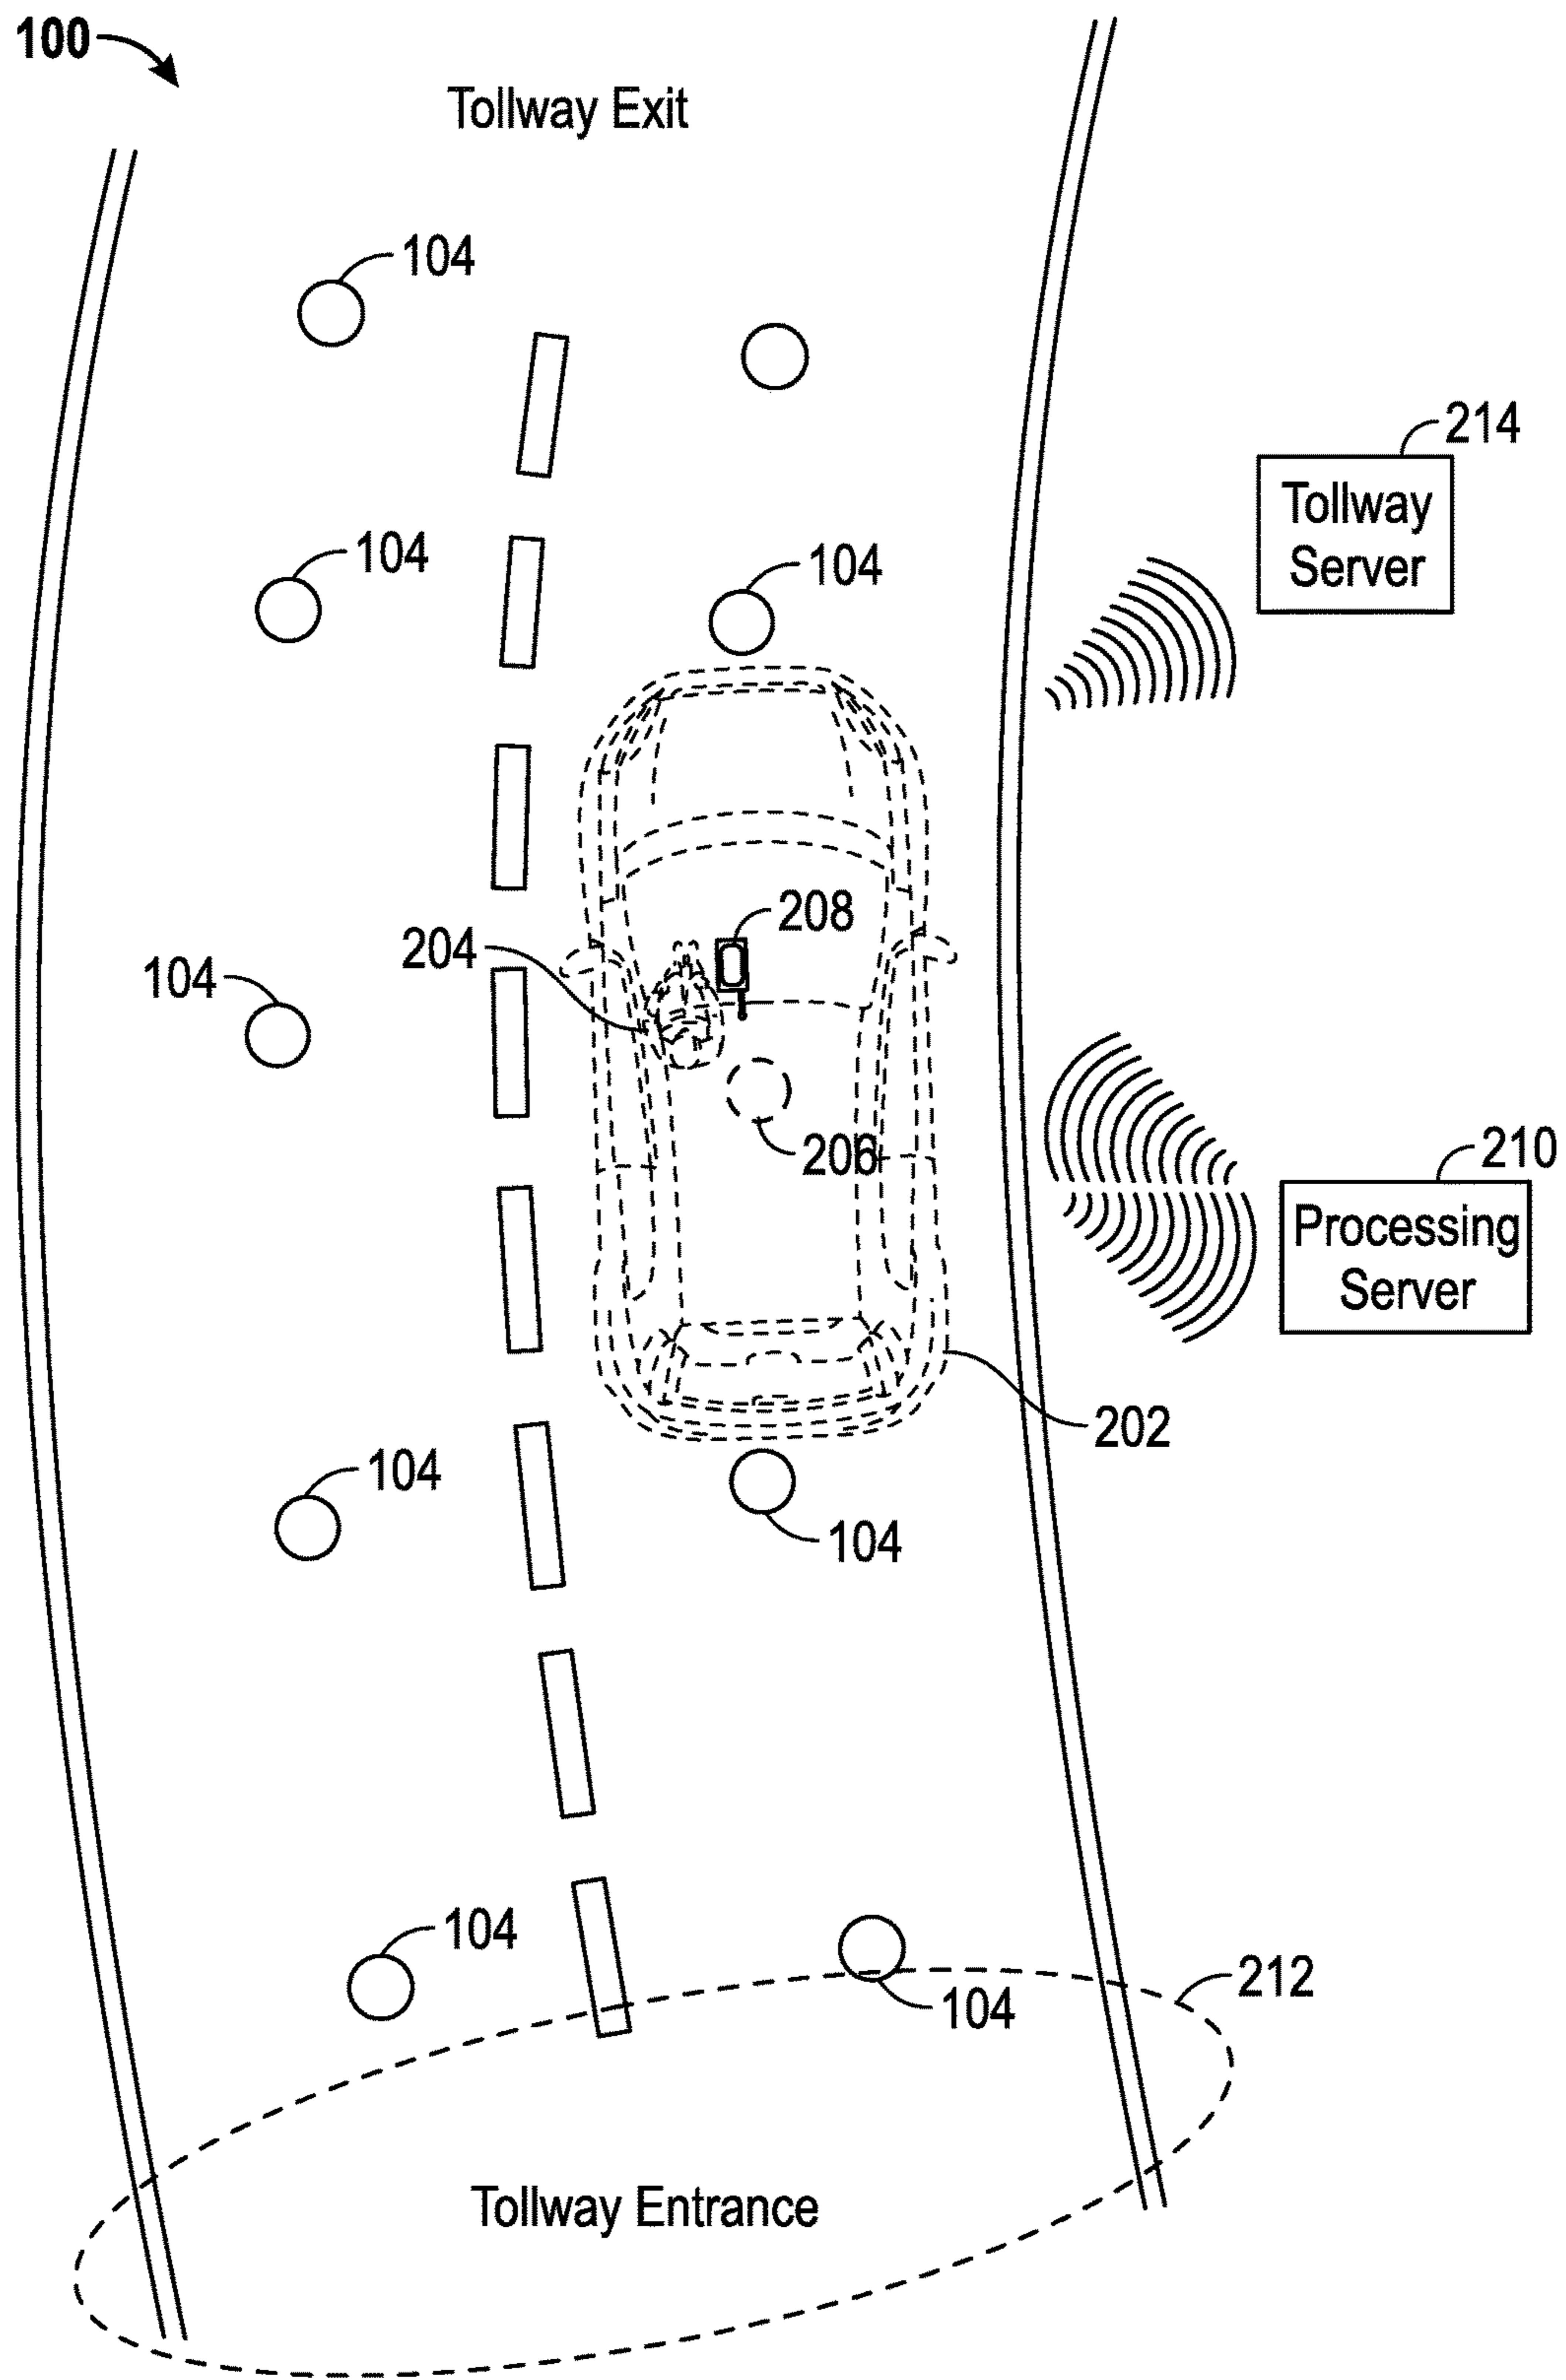 100
Tollway Exit
104
214
Tollway
Server
104
104
208
204
104
206
210
Processing
Server
202
104
104
104
104
212
Tollway Entrance